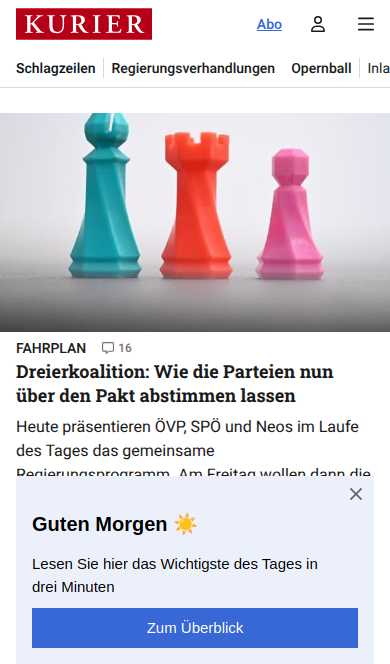 KURIER
Abo
Schlagzeilen Regierungsverhandlungen Opernball Inla
FAHRPLAN 16
Dreierkoalition: Wie die Parteien nun
über den Pakt abstimmen lassen
Heute präsentieren ÖVP, SPÖ und Neos im Laufe
des Tages das gemeinsame
Regierungsprogramm. Am Freitag wollen dann die
Guten Morgen ☀️
Lesen Sie hier das Wichtigste des Tages in
drei Minuten
Zum Überblick